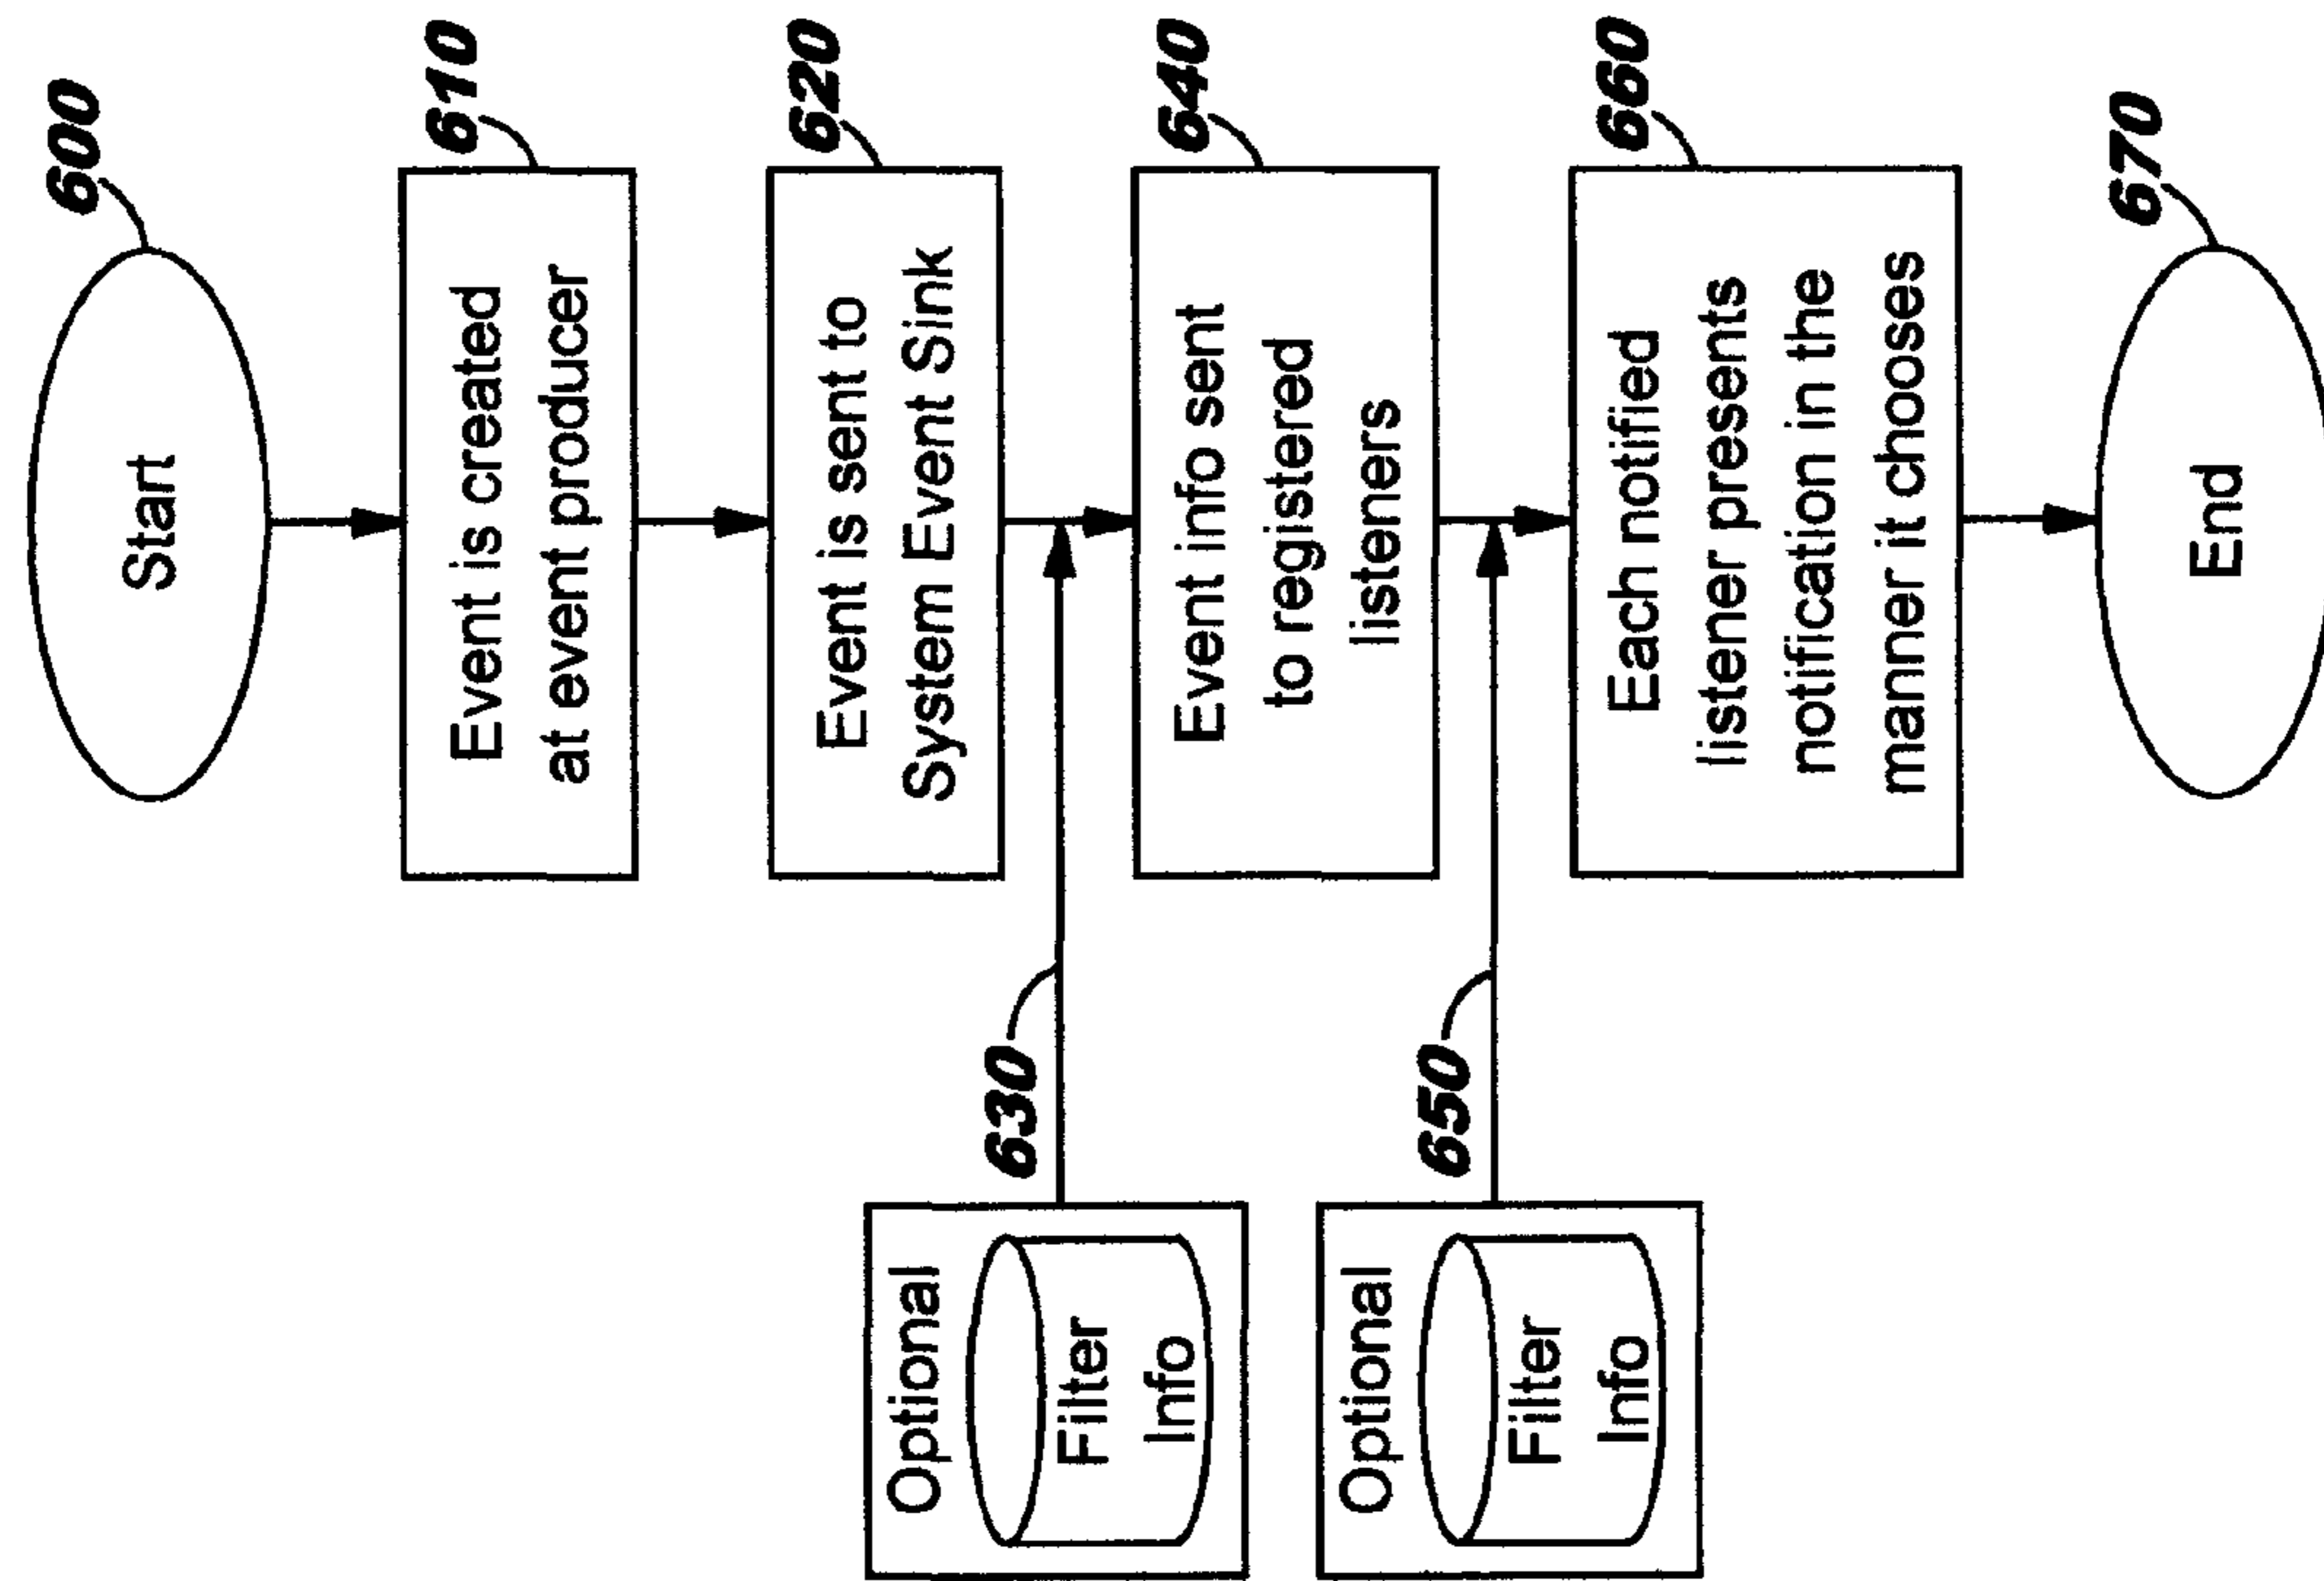 600
Start
610
Event is created
at event producer
620
Event is sent to
System Event Sink
630
Optional
Filter
Info
640
Event info sent
to registered
listeners
650
Optional
Filter
Info
660
Each notified
listener presents
notification in the
manner it chooses
670
End